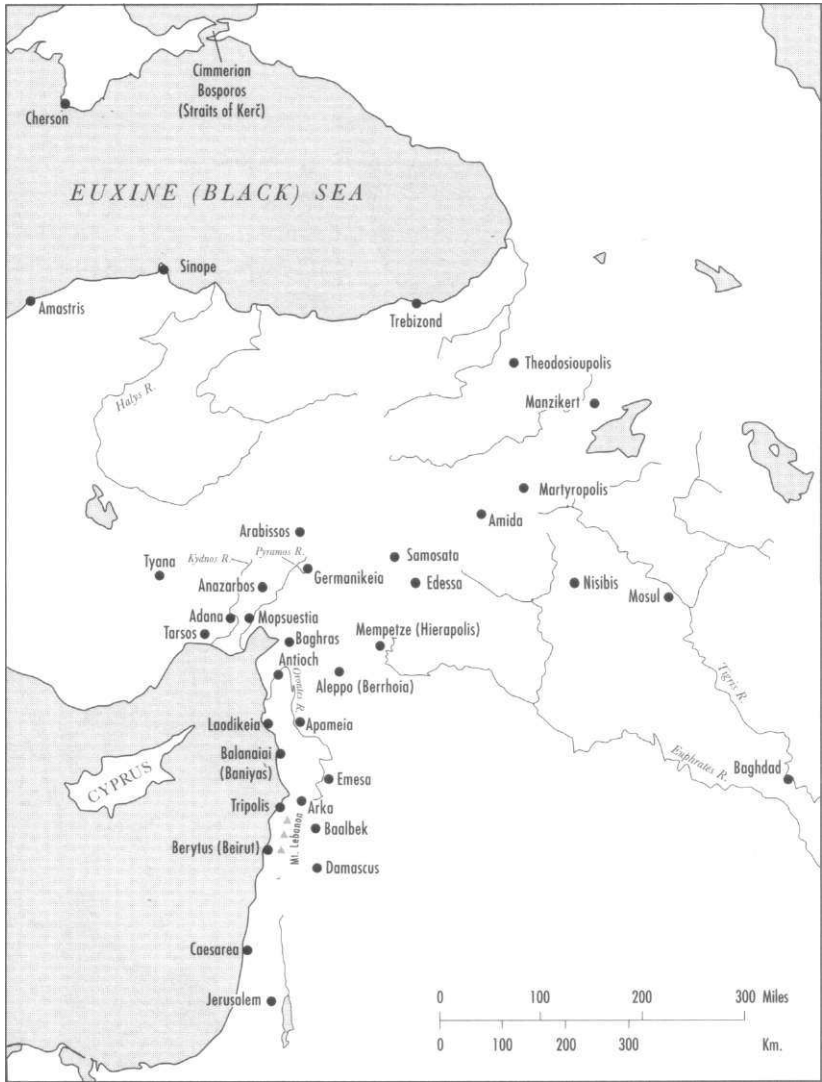 Cimmerian
Bosporos
(Straits of Kerč)
Cherson
EUXINE (BLACK) SEA
Sinope
Amastris
Trebizond
Theodosioupolis
Halys R.
Manzikert
Martyropolis
Amida
Arabissos
Kydnos R.
Pyramos R.
Samosata
Tyana
Germanikeia
Anazarbos
Edessa
Nisibis
Mosul
Adana
Mopsuestia
Tarsos
Baghras
Mempetze (Hierapolis)
Antioch
Orontes R.
Aleppo (Berrhoia)
Tigris R.
Laodikeia
Apameia
Balanaiai
(Baniyas)
Euphrates R.
Baghdad
CYPRUS
Emesa
Tripolis
Arka
Mt. Lebanon
Baalbek
Berytus (Beirut)
Damascus
Caesarea
Jerusalem
0 100 200 300 Miles
0 100 200 300 Km.